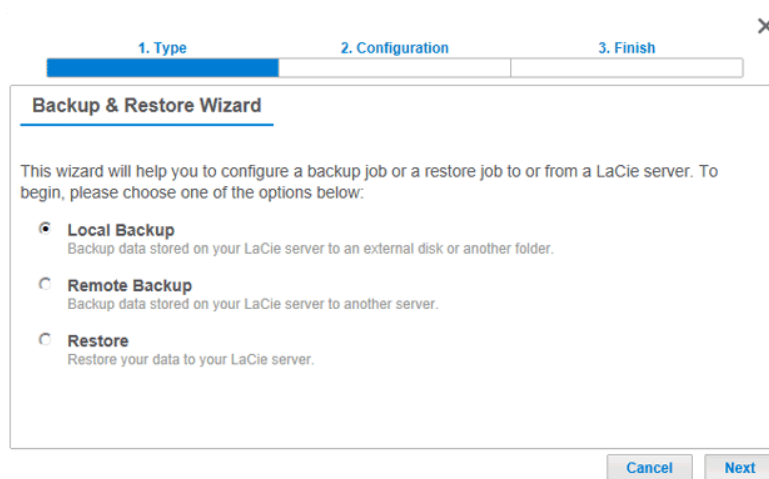 1. Type 2. Configuration 3. Finish
Backup & Restore Wizard
This wizard will help you to configure a backup job or a restore job to or from a LaCie server. To
begin, please choose one of the options below:
Local Backup
Backup data stored on your LaCie server to an external disk or another folder.
Remote Backup
Backup data stored on your LaCie server to another server.
Restore
Restore your data to your LaCie server.
Cancel Next